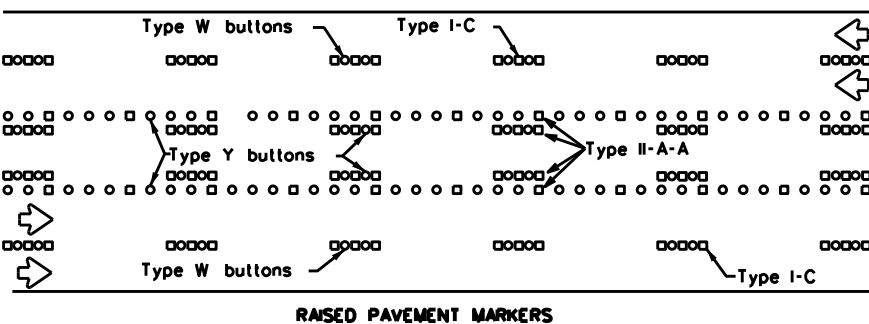 Type W buttons
Type I-C
Type Y buttons
Type II-A-A
Type W buttons
Type I-C
RAISED PAVEMENT MARKERS